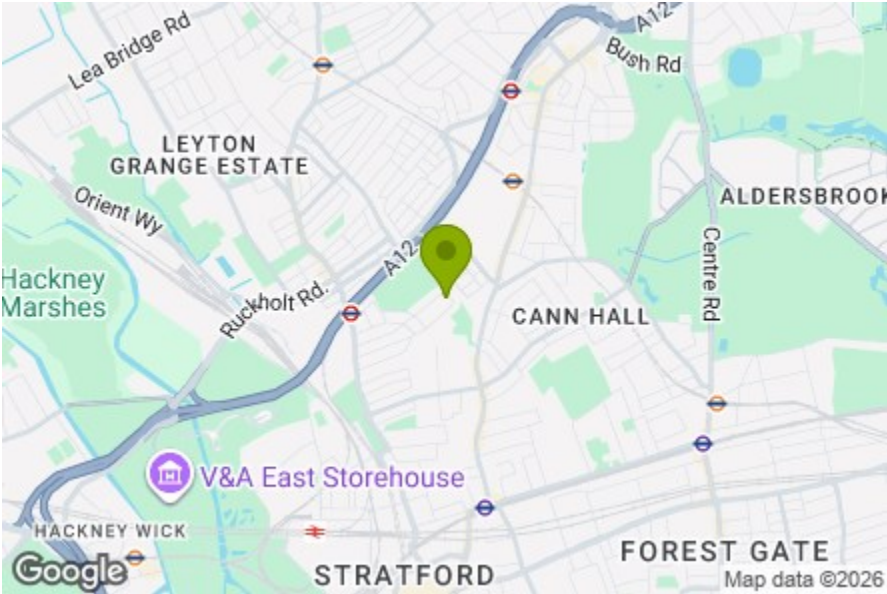 Lea Bridge Rd
A12
Bush Rd
LEYTON
GRANGE ESTATE
ALDERSBROOK
Orient Wy
A12
Centre Rd
Hackney
Marshes
Ruckholt Rd.
CANN HALL
V&A East Storehouse
HACKNEY WICK
FOREST GATE
STRATFORD
Google
Map data ©2026